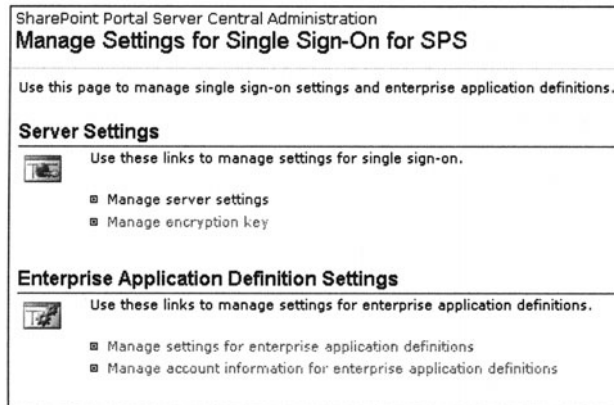 SharePoint Portal Server Central Administration
Manage Settings for Single Sign-On for SPS
Use this page to manage single sign-on settings and enterprise application definitions.
Server Settings
Use these links to manage settings for single sign-on.
Manage server settings
Manage encryption key
Enterprise Application Definition Settings
Use these links to manage settings for enterprise application definitions.
Manage settings for enterprise application definitions
Manage account information for enterprise application definitions